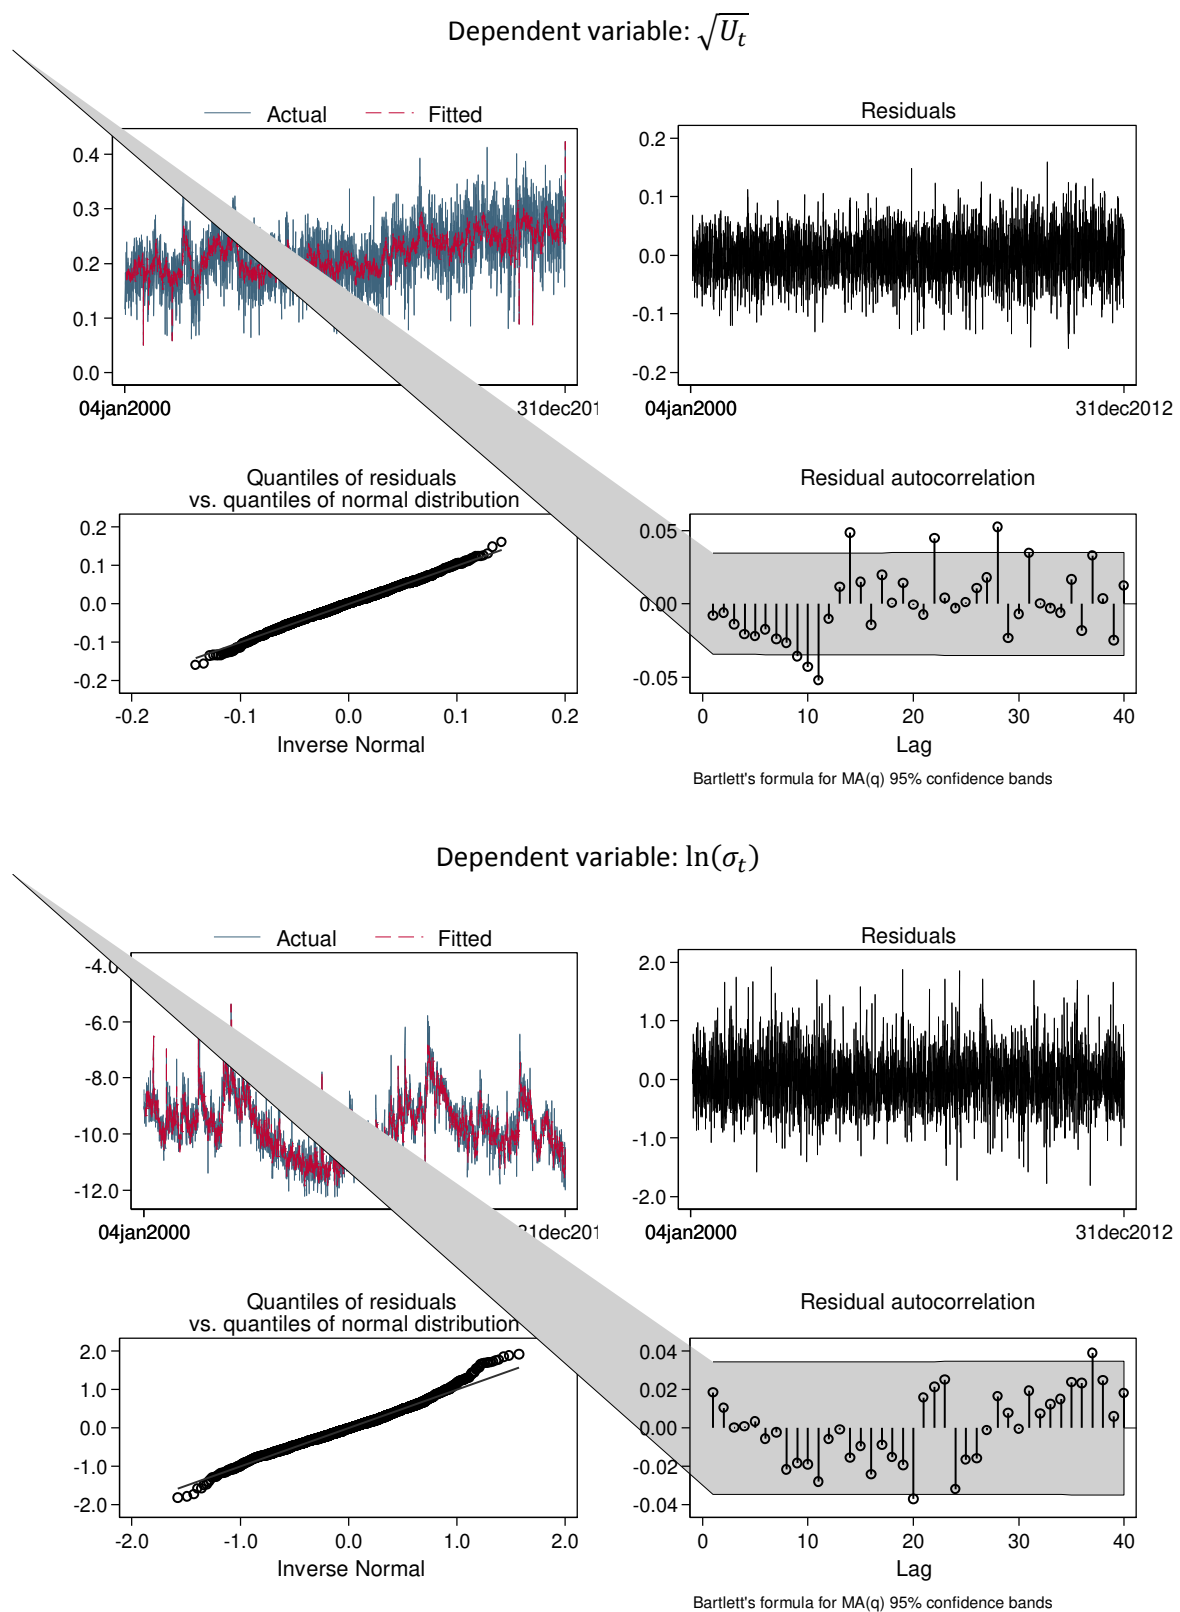 Dependent variable: √U_t
Actual Fitted
0.4
0.3
0.2
0.1
0.0
04jan2000 31dec201
Residuals
0.2
0.1
0.0
-0.1
-0.2
04jan2000 31dec2012
Quantiles of residuals
vs. quantiles of normal distribution
0.2
0.1
0.0
-0.1
-0.2
-0.2 -0.1 0.0 0.1 0.2
Inverse Normal
Residual autocorrelation
0.05
0.00
-0.05
0 10 20 30 40
Lag
Bartlett's formula for MA(q) 95% confidence bands
Dependent variable: ln(σ_t)
Actual Fitted
-4.0
-6.0
-8.0
-10.0
-12.0
04jan2000 31dec201
Residuals
2.0
1.0
0.0
-1.0
-2.0
04jan2000 31dec2012
Quantiles of residuals
vs. quantiles of normal distribution
2.0
1.0
0.0
-1.0
-2.0
-2.0 -1.0 0.0 1.0 2.0
Inverse Normal
Residual autocorrelation
0.04
0.02
0.00
-0.02
-0.04
0 10 20 30 40
Lag
Bartlett's formula for MA(q) 95% confidence bands